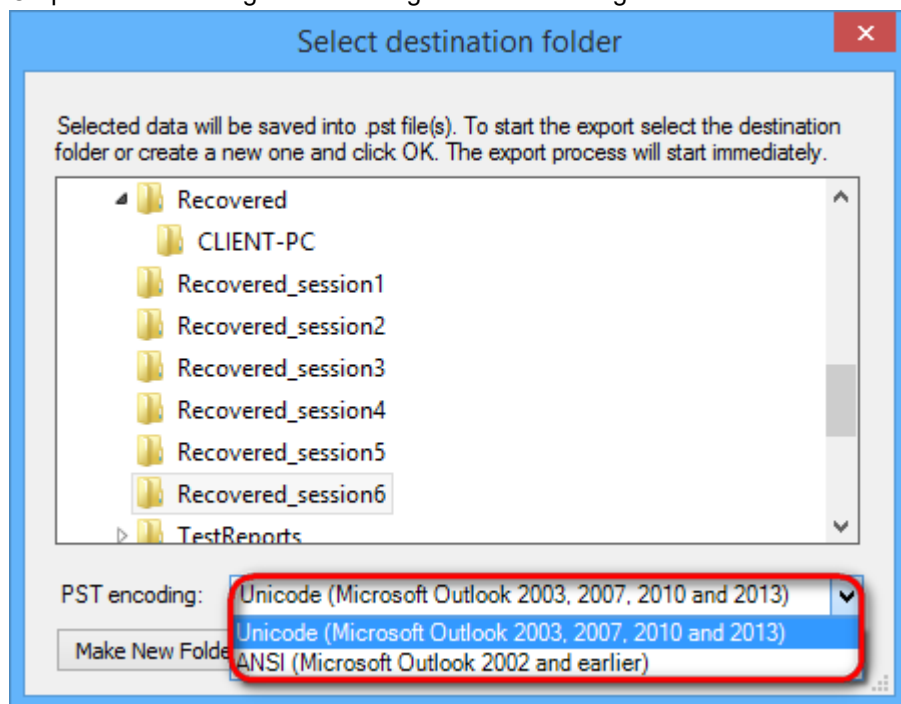 Select destination folder
Selected data will be saved into .pst file(s). To start the export select the destination
folder or create a new one and click OK. The export process will start immediately.
Recovered
CLIENT-PC
Recovered_session1
Recovered_session2
Recovered_session3
Recovered_session4
Recovered_session5
Recovered_session6
TestReports
PST encoding: Unicode (Microsoft Outlook 2003, 2007, 2010 and 2013)
Unicode (Microsoft Outlook 2003, 2007, 2010 and 2013)
Make New Folde ANSI (Microsoft Outlook 2002 and earlier)